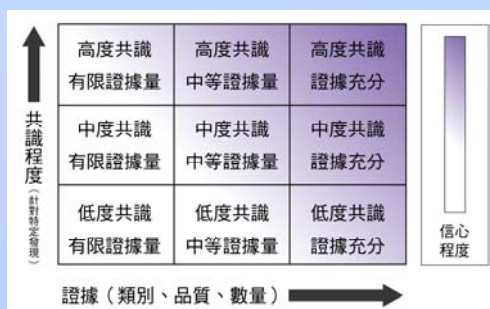 高度共識
有限證據量
高度共識
中等證據量
高度共識
證據充分
中度共識
有限證據量
中度共識
中等證據量
中度共識
證據充分
低度共識
有限證據量
低度共識
中等證據量
低度共識
證據充分
共識程度
(針對特定發現)
證據(類別、品質、數量)
信心
程度